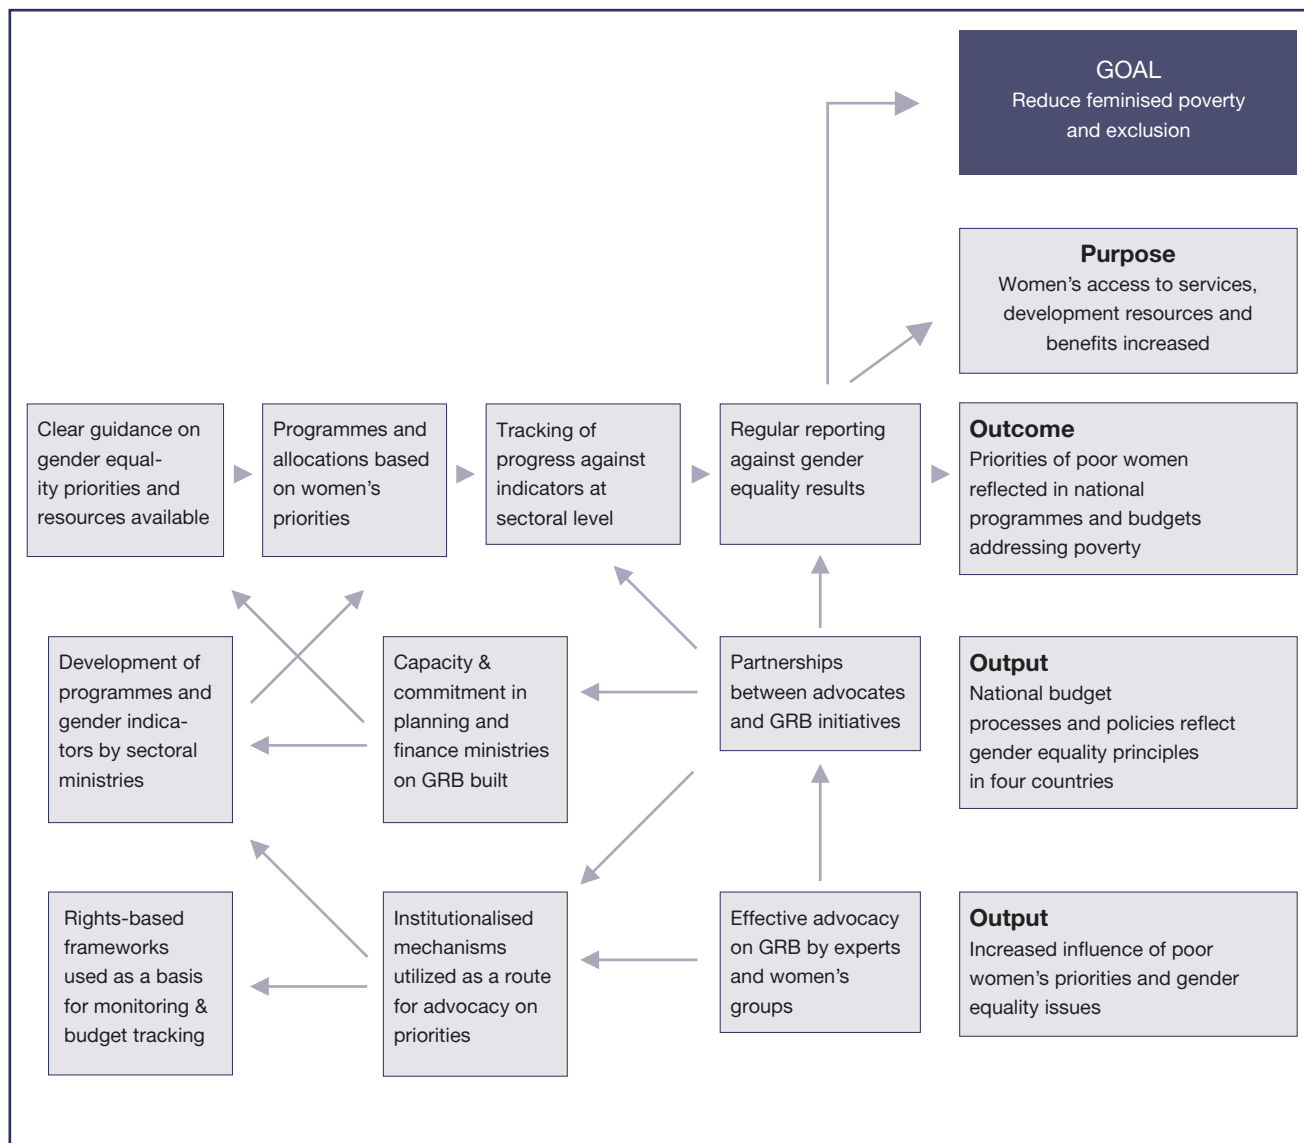 GOAL
Reduce feminised poverty
and exclusion
Purpose
Women’s access to services,
development resources and
benefits increased
Clear guidance on
gender equal-
ity priorities and
resources available
Programmes and
allocations based
on women’s
priorities
Tracking of
progress against
indicators at
sectoral level
Regular reporting
against gender
equality results
Outcome
Priorities of poor women
reflected in national
programmes and budgets
addressing poverty
Development of
programmes and
gender indica-
tors by sectoral
ministries
Capacity &
commitment in
planning and
finance ministries
on GRB built
Partnerships
between advocates
and GRB initiatives
Output
National budget
processes and policies reflect
gender equality principles
in four countries
Rights-based
frameworks
used as a basis
for monitoring &
budget tracking
Institutionalised
mechanisms
utilized as a route
for advocacy on
priorities
Effective advocacy
on GRB by experts
and women’s
groups
Output
Increased influence of poor
women’s priorities and gender
equality issues